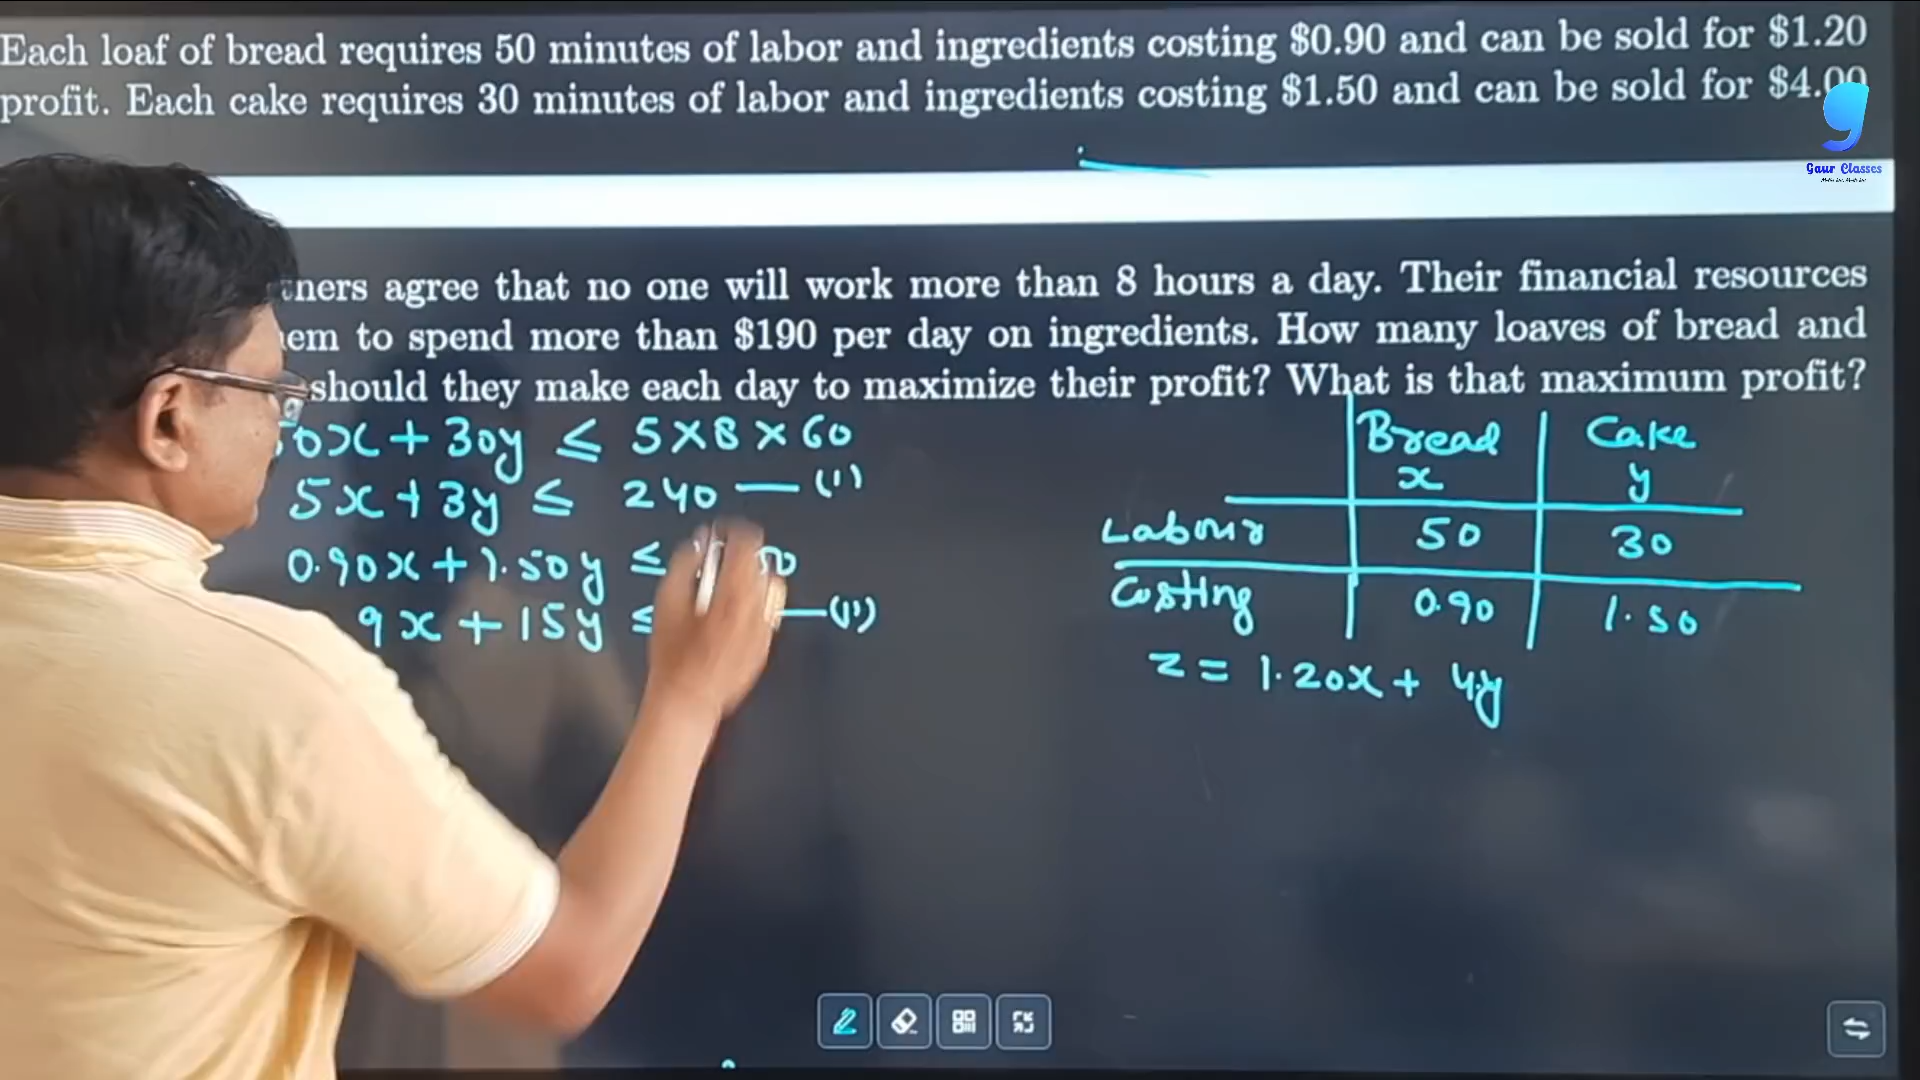 Each loaf of bread requires 50 minutes of labor and ingredients costing $0.90 and can be sold for $1.20
profit. Each cake requires 30 minutes of labor and ingredients costing $1.50 and can be sold for $4.00
Gaur Classes
agree that no one will work more than 8 hours a day. Their financial resources
to spend more than $190 per day on ingredients. How many loaves of bread and
should they make each day to maximize their profit? What is that maximum profit?
0x + 30y ≤ 5×8×60
5x + 3y ≤ 240 — (1)
0.90x + 1.50y ≤
9x + 15y ≤ — (11)
Bread Cake
x y
Labour 50 30
Costing 0.90 1.50
z = 1.20x + 4y